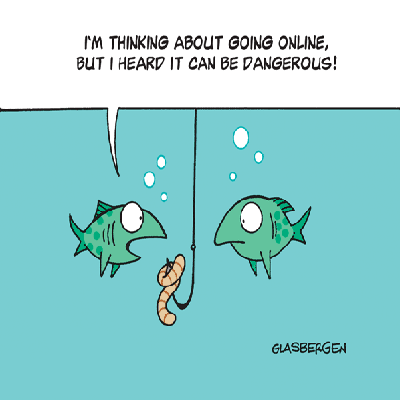 I'M THINKING ABOUT GOING ONLINE,
BUT I HEARD IT CAN BE DANGEROUS!
GLASBERGEN